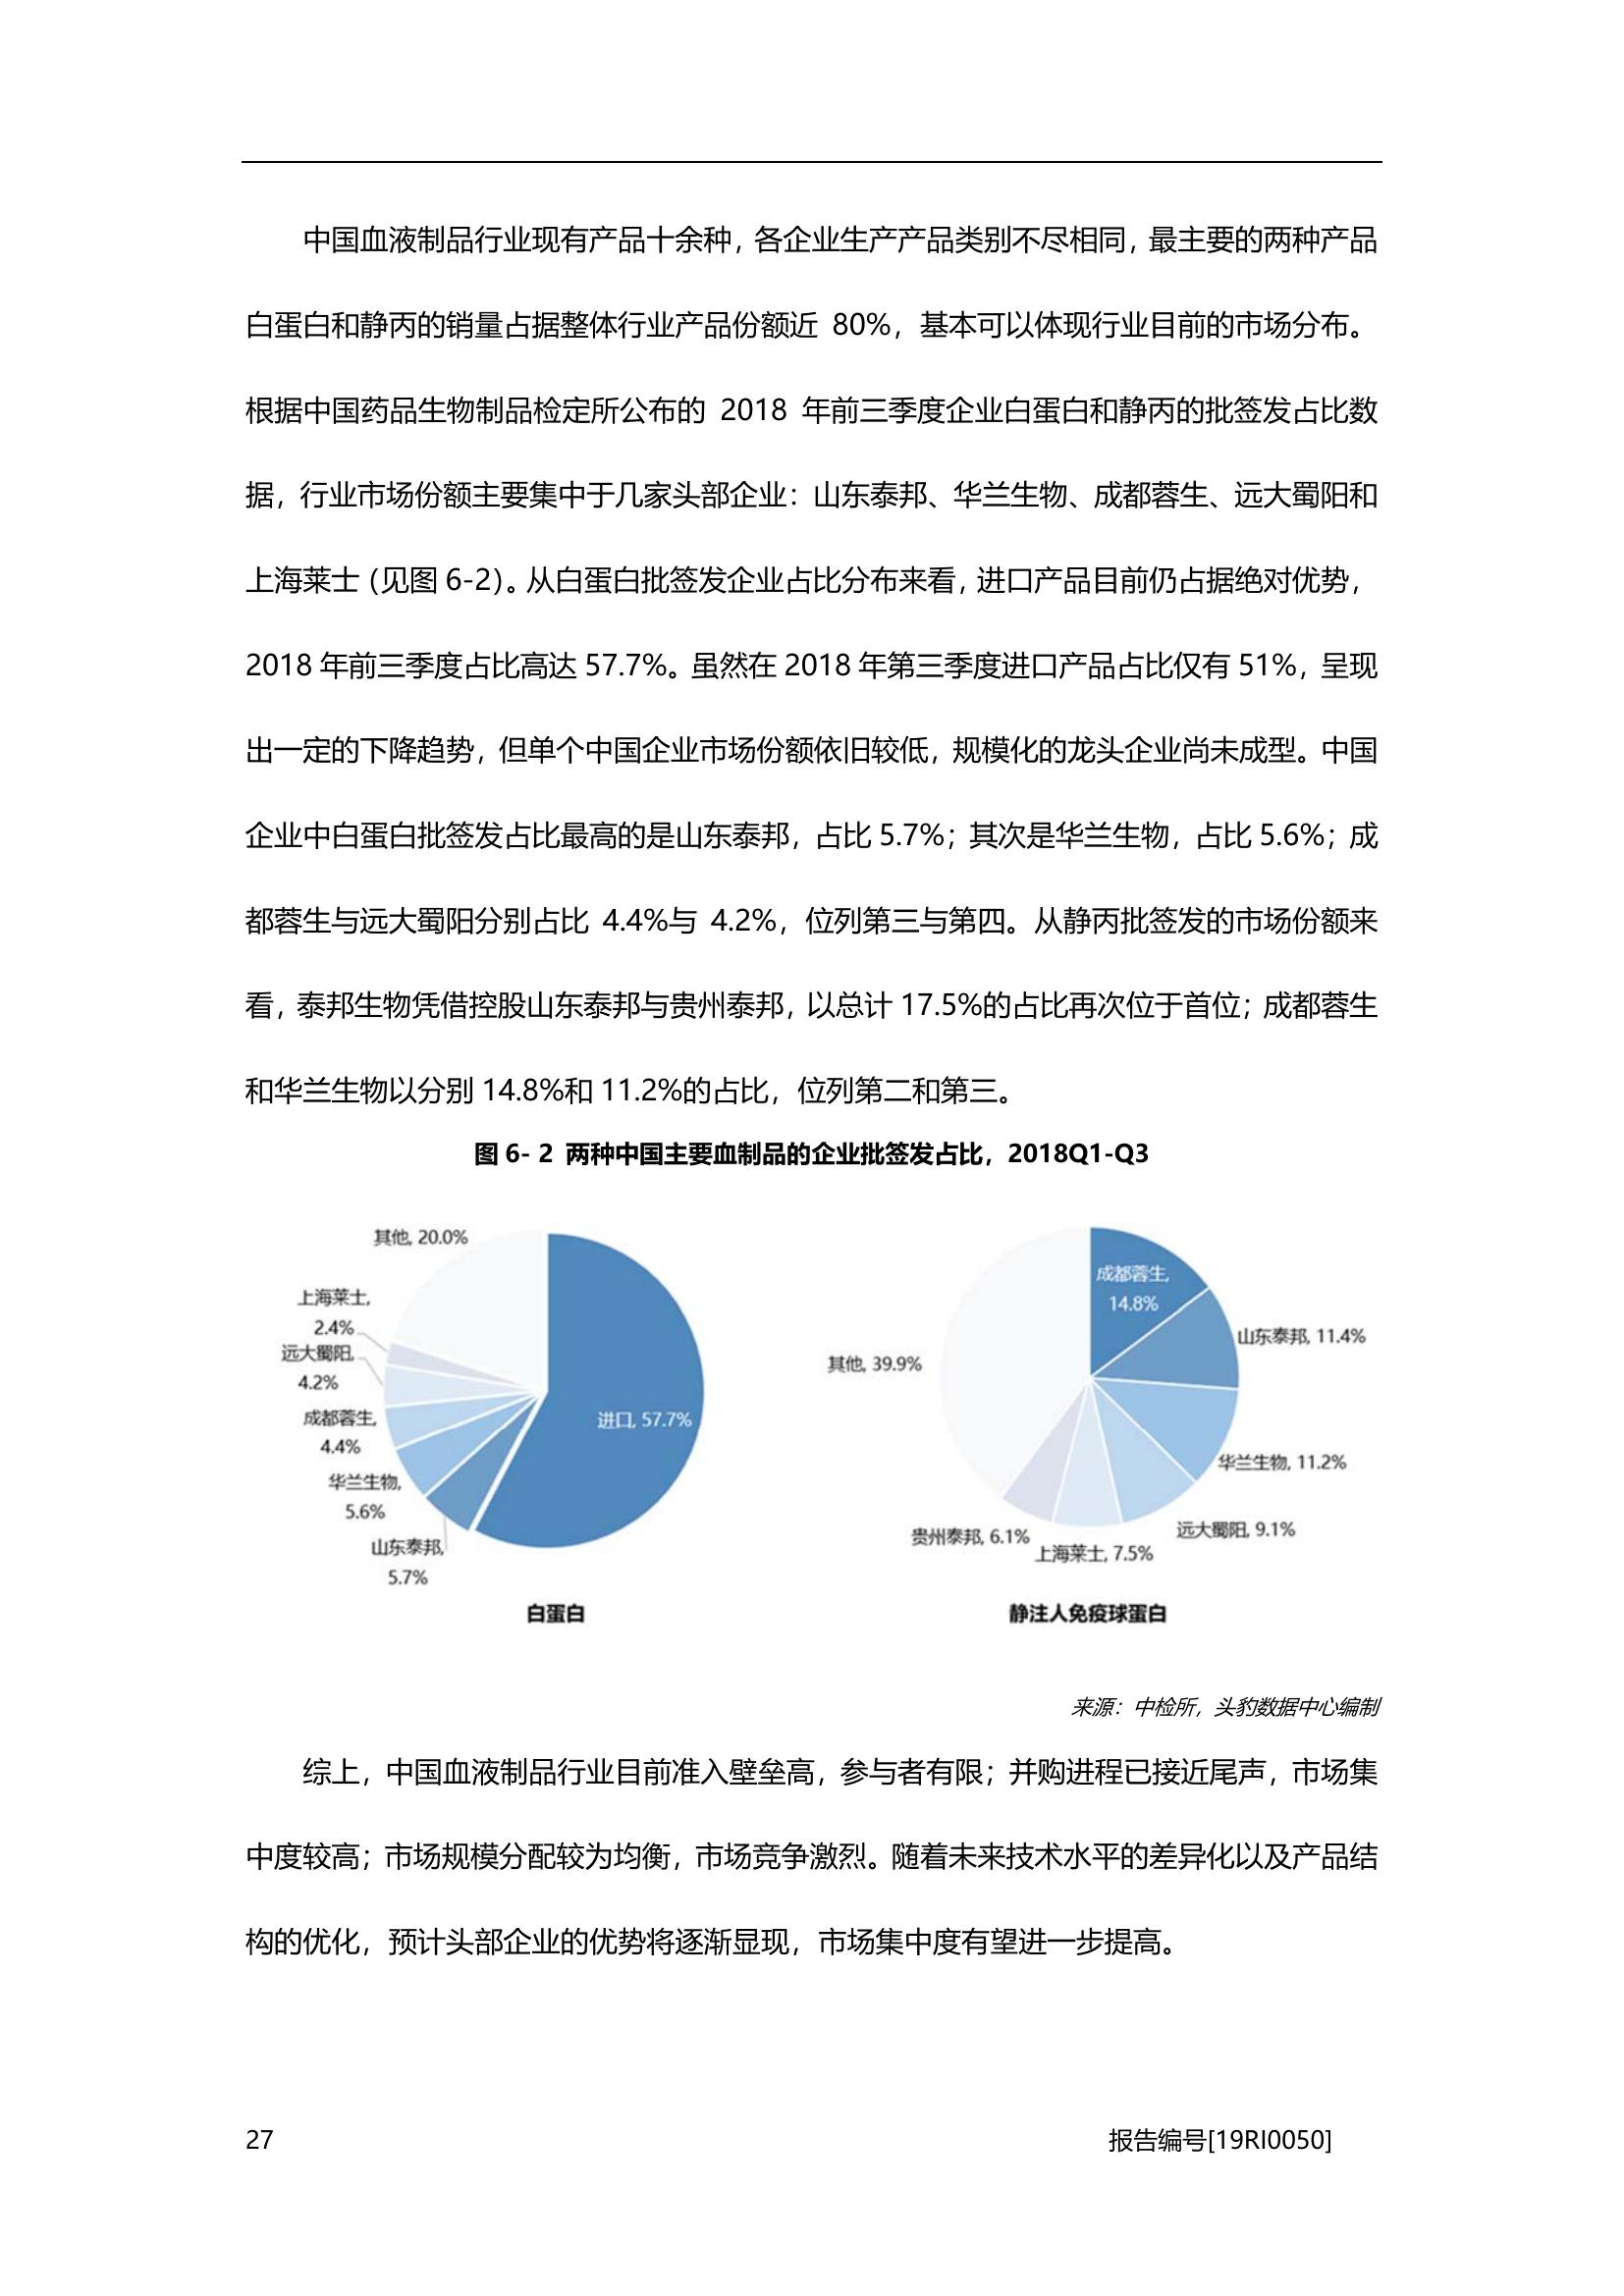 中国血液制品行业现有产品十余种，各企业生产产品类别不尽相同，最主要的两种产品
白蛋白和静丙的销量占据整体行业产品份额近 80%，基本可以体现行业目前的市场分布。
根据中国药品生物制品检定所公布的 2018 年前三季度企业白蛋白和静丙的批签发占比数
据，行业市场份额主要集中于几家头部企业：山东泰邦、华兰生物、成都蓉生、远大蜀阳和
上海莱士（见图 6-2）。从白蛋白批签发企业占比分布来看，进口产品目前仍占据绝对优势，
2018 年前三季度占比高达 57.7%。虽然在 2018 年第三季度进口产品占比仅有 51%，呈现
出一定的下降趋势，但单个中国企业市场份额依旧较低，规模化的龙头企业尚未成型。中国
企业中白蛋白批签发占比最高的是山东泰邦，占比 5.7%；其次是华兰生物，占比 5.6%；成
都蓉生与远大蜀阳分别占比 4.4%与 4.2%，位列第三与第四。从静丙批签发的市场份额来
看，泰邦生物凭借控股山东泰邦与贵州泰邦，以总计 17.5%的占比再次位于首位；成都蓉生
和华兰生物以分别 14.8%和 11.2%的占比，位列第二和第三。
图 6- 2 两种中国主要血制品的企业批签发占比，2018Q1-Q3
其他, 20.0%
上海莱士,
2.4%
远大蜀阳,
4.2%
成都蓉生,
4.4%
华兰生物,
5.6%
山东泰邦,
5.7%
进口, 57.7%
白蛋白
成都蓉生,
14.8%
山东泰邦, 11.4%
华兰生物, 11.2%
远大蜀阳, 9.1%
上海莱士, 7.5%
贵州泰邦, 6.1%
其他, 39.9%
静注人免疫球蛋白
来源：中检所，头豹数据中心编制
综上，中国血液制品行业目前准入壁垒高，参与者有限；并购进程已接近尾声，市场集
中度较高；市场规模分配较为均衡，市场竞争激烈。随着未来技术水平的差异化以及产品结
构的优化，预计头部企业的优势将逐渐显现，市场集中度有望进一步提高。
27
报告编号[19RI0050]